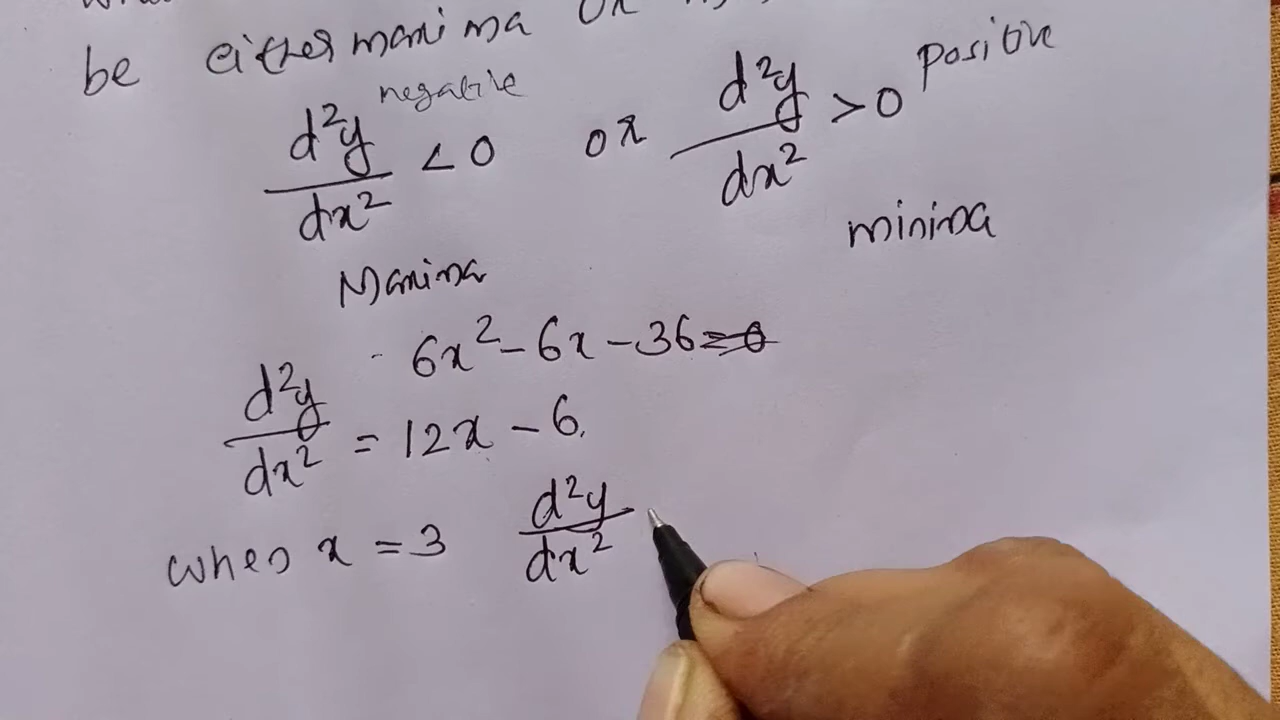 be either maxima or
negative positive
d²y/dx² < 0 or d²y/dx² > 0
Maxima minima
6x² - 6x - 36 = 0
d²y/dx² = 12x - 6
when x = 3 d²y/dx²